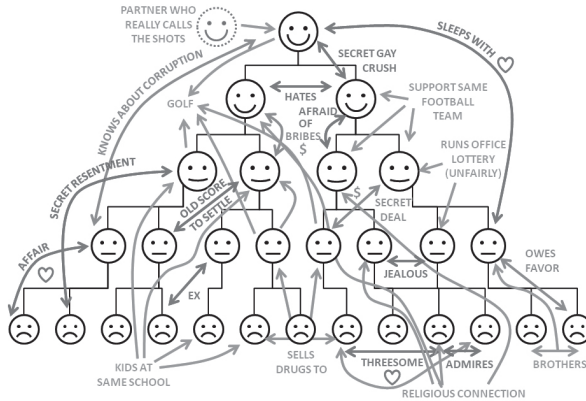 PARTNER WHO
REALLY CALLS
THE SHOTS
SLEEPS WITH
SECRET GAY
CRUSH
KNOWS ABOUT CORRUPTION
GOLF
HATES
AFRAID
OF
BRIBES
$
SUPPORT SAME
FOOTBALL
TEAM
RUNS OFFICE
LOTTERY
(UNFAIRLY)
SECRET RESENTMENT
OLD SCORE
TO SETTLE
$
SECRET
DEAL
AFFAIR
JEALOUS
OWES
FAVOR
EX
KIDS AT
SAME SCHOOL
SELLS
DRUGS TO
THREESOME
ADMIRES
BROTHERS
RELIGIOUS CONNECTION